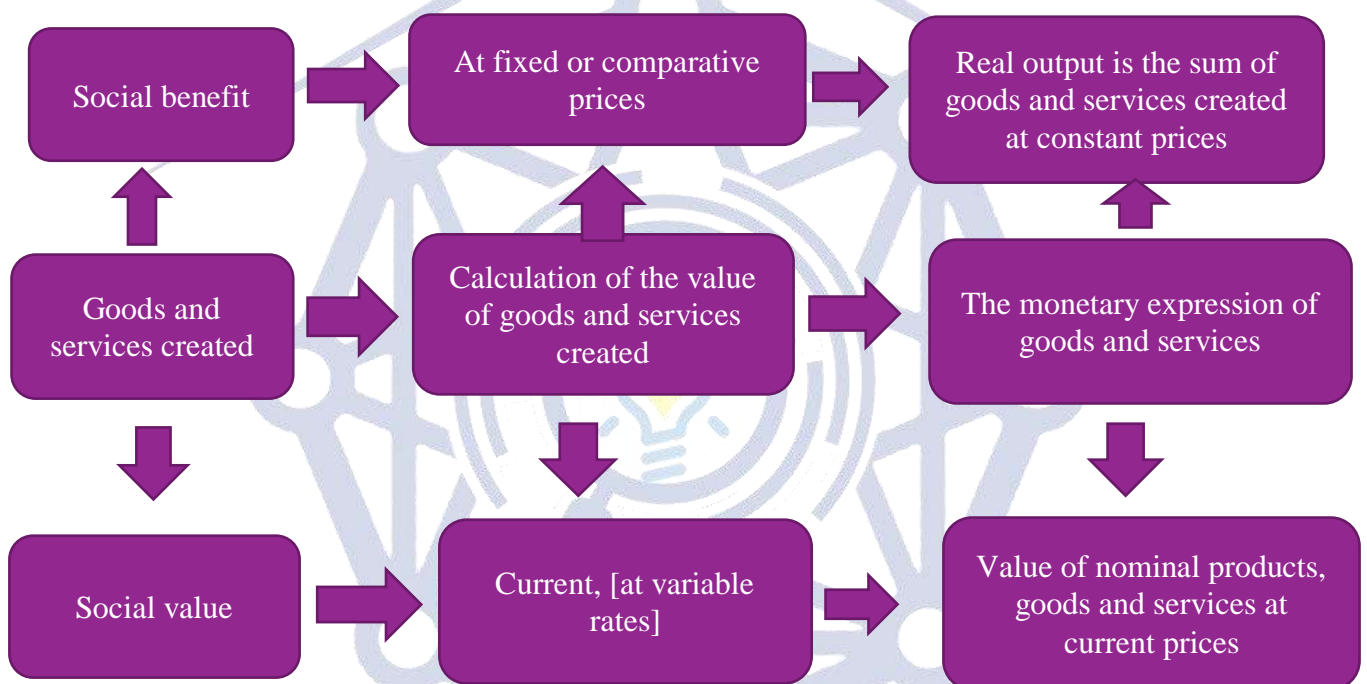 Social benefit
At fixed or comparative
prices
Real output is the sum of
goods and services created
at constant prices
Goods and
services created
Calculation of the value
of goods and services
created
The monetary expression of
goods and services
Social value
Current, [at variable
rates]
Value of nominal products,
goods and services at
current prices